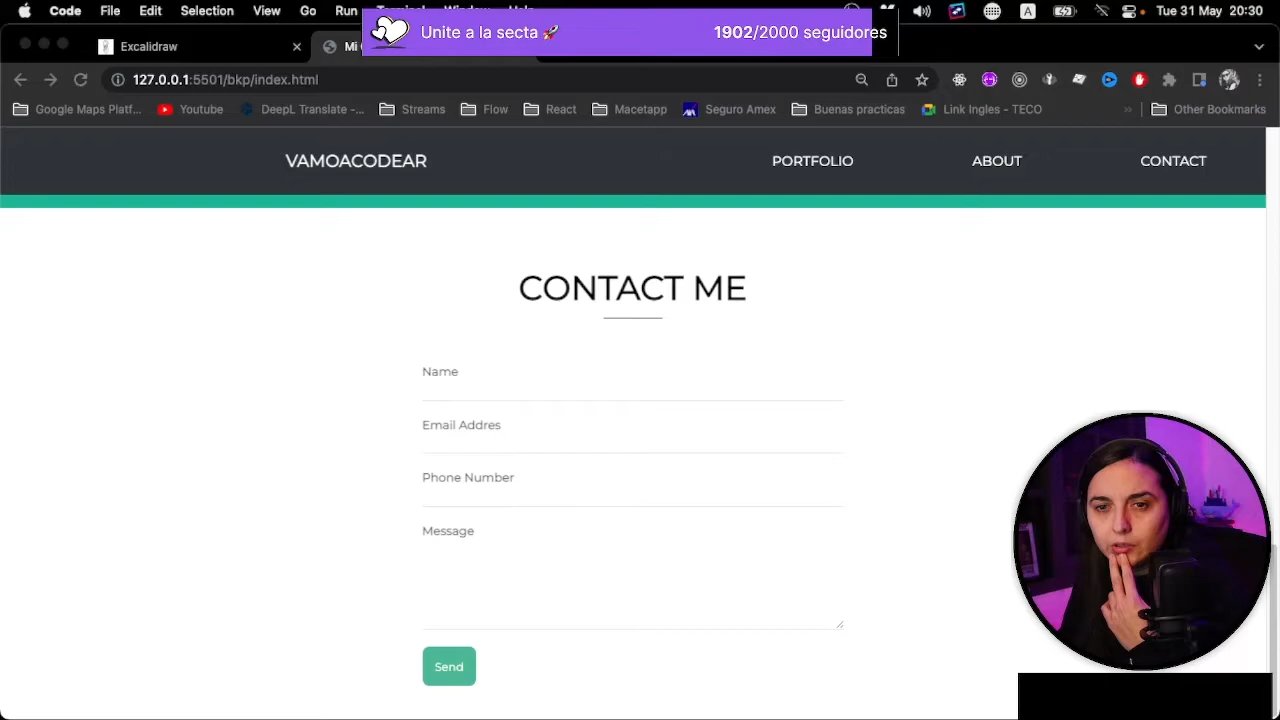 Code File Edit Selection View Go Run Tue 31 May 20:30
Unite a la secta 🚀 1902/2000 seguidores
Excalidraw
127.0.0.1:5501/bkp/index.html
Google Maps Platf... Youtube DeepL Translate -... Streams Flow React Macetapp Seguro Amex Buenas practicas Link Ingles - TECO » Other Bookmarks
VAMOACODEAR PORTFOLIO ABOUT CONTACT
CONTACT ME
Name
Email Addres
Phone Number
Message
Send